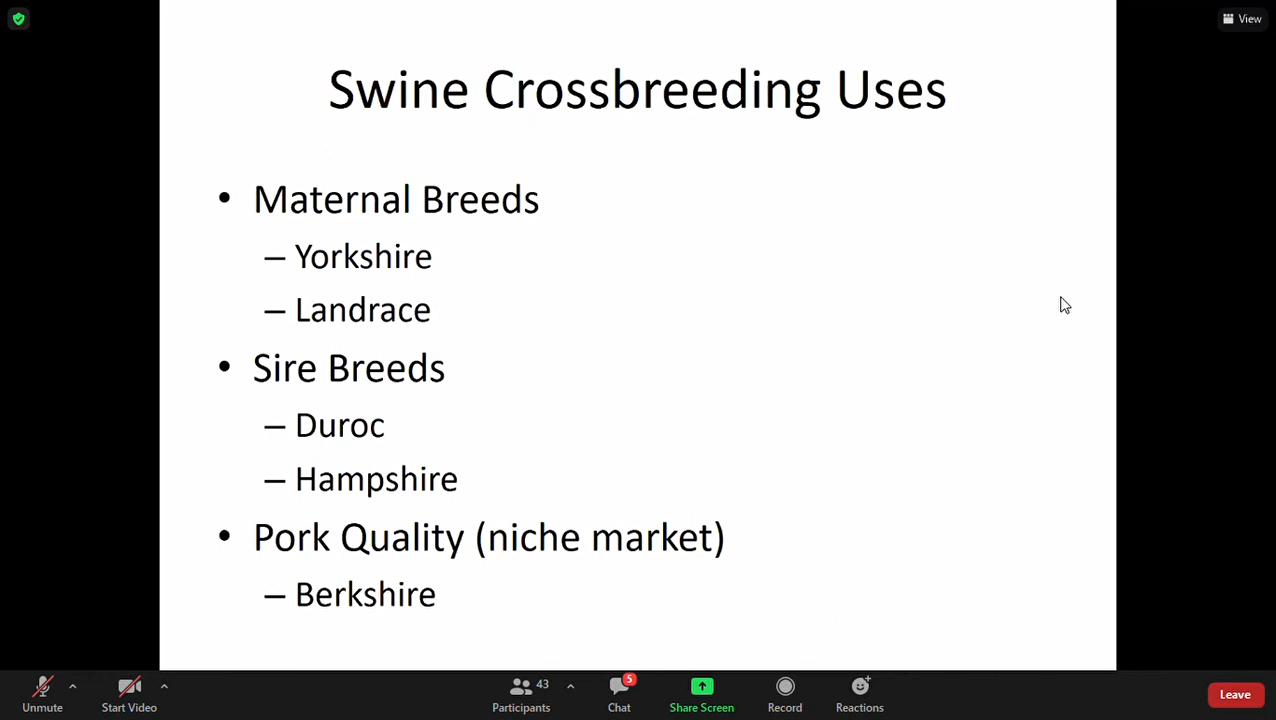 View
Swine Crossbreeding Uses
• Maternal Breeds
– Yorkshire
– Landrace
• Sire Breeds
– Duroc
– Hampshire
• Pork Quality (niche market)
– Berkshire
Unmute
Start Video
43
Participants
5
Chat
Share Screen
Record
Reactions
Leave